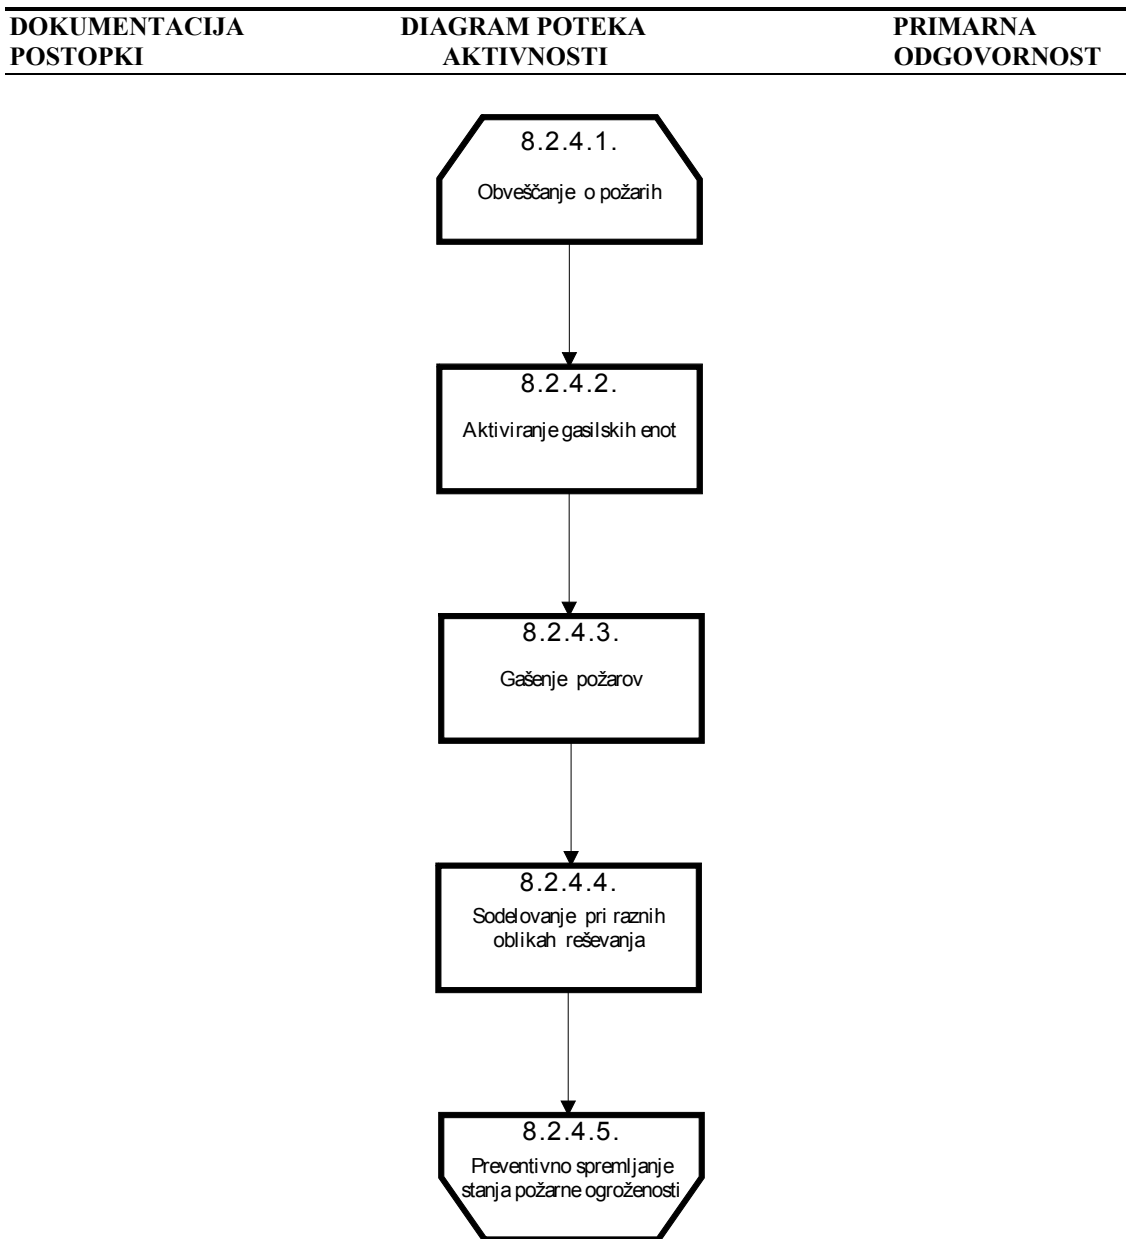 DOKUMENTACIJA DIAGRAM POTEKA PRIMARNA
POSTOPKI AKTIVNOSTI ODGOVORNOST
8.2.4.1.
Obveščanje o požarih
8.2.4.2.
Aktiviranje gasilskih enot
8.2.4.3.
Gašenje požarov
8.2.4.4.
Sodelovanje pri raznih
oblikah reševanja
8.2.4.5.
Preventivno spremljanje
stanja požarne ogroženosti